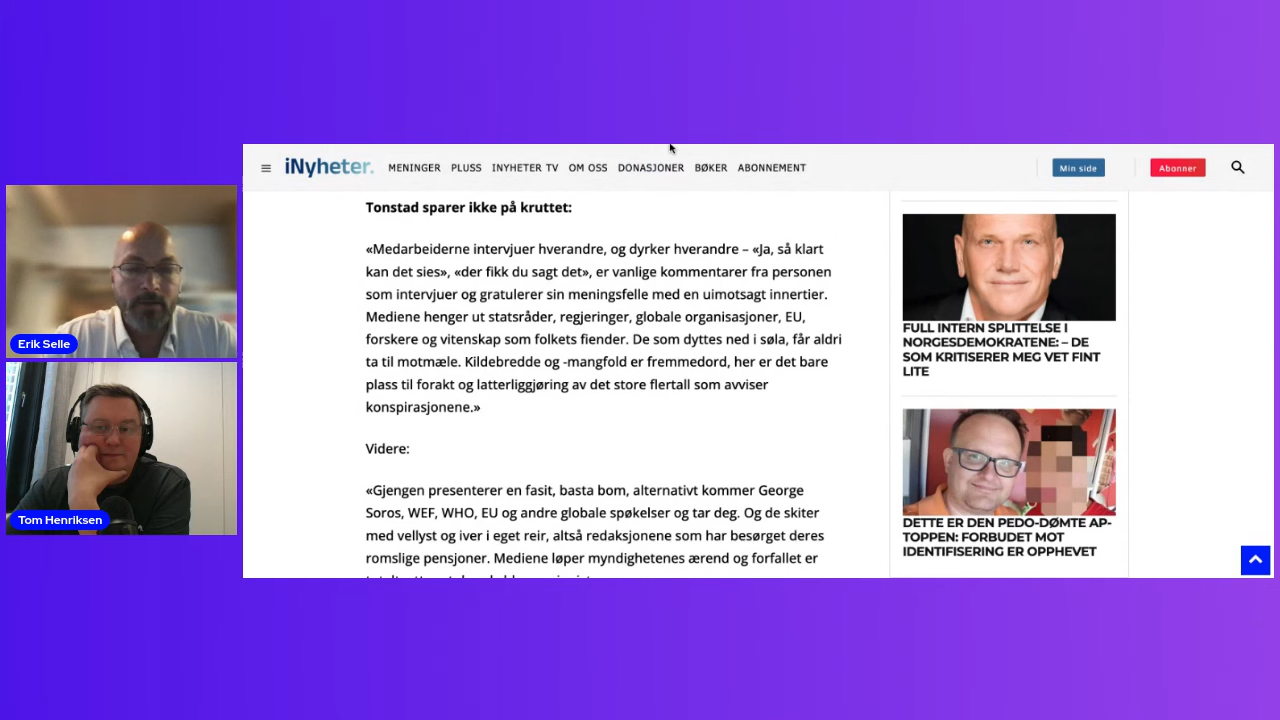 iNyheter.
MENINGER PLUSS INYHETER TV OM OSS DONASJONER BØKER ABONNEMENT
Min side
Abonner
Tonstad sparer ikke på kruttet:
«Medarbeiderne intervjuer hverandre, og dyrker hverandre – «Ja, så klart
kan det sies», «der fikk du sagt det», er vanlige kommentarer fra personen
som intervjuer og gratulerer sin meningsfelle med en uimotsagt innertier.
Mediene henger ut statsråder, regjeringer, globale organisasjoner, EU,
forskere og vitenskap som folkets fiender. De som dyttes ned i søla, får aldri
ta til motmæle. Kildebredde og -mangfold er fremmedord, her er det bare
plass til forakt og latterliggjøring av det store flertall som avviser
konspirasjonene.»
Videre:
«Gjengen presenterer en fasit, basta bom, alternativt kommer George
Soros, WEF, WHO, EU og andre globale spøkelser og tar deg. Og de skiter
med vellyst og iver i eget reir, altså redaksjonene som har besørget deres
romslige pensjoner. Mediene løper myndighetenes ærend og forfallet er
FULL INTERN SPLITTELSE I
NORGESDEMOKRATENE: – DE
SOM KRITISERER MEG VET FINT
LITE
DETTE ER DEN PEDO-DØMTE AP-
TOPPEN: FORBUDET MOT
IDENTIFISERING ER OPPHEVET
Erik Selle
Tom Henriksen